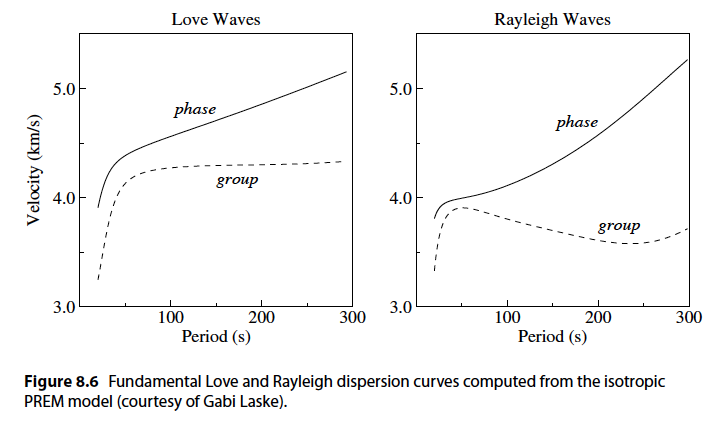 Love Waves
Rayleigh Waves
Velocity (km/s)
5.0
4.0
3.0
phase
group
100
200
300
Period (s)
5.0
4.0
3.0
phase
group
100
200
300
Period (s)
Figure 8.6 Fundamental Love and Rayleigh dispersion curves computed from the isotropic
PREM model (courtesy of Gabi Laske).